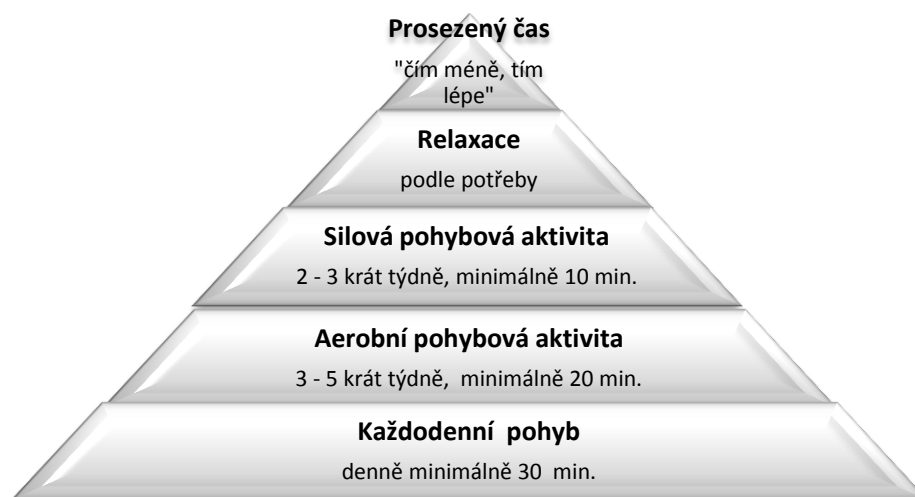 Prosezený čas
"čím méně, tím
lépe"
Relaxace
podle potřeby
Silová pohybová aktivita
2 - 3 krát týdně, minimálně 10 min.
Aerobní pohybová aktivita
3 - 5 krát týdně,  minimálně 20 min.
Každodenní  pohyb
denně minimálně 30  min.